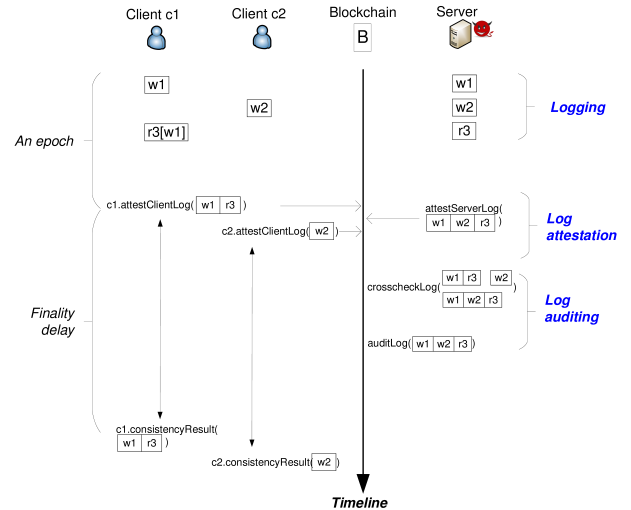 Client c1 Client c2 Blockchain Server
B
w1 w1
w2 w2 Logging
r3[w1] r3
An epoch
c1.attestClientLog( w1 r3 ) attestServerLog(
w1 w2 r3 )
c2.attestClientLog( w2 )
Log
attestation
crosscheckLog( w1 r3 w2
w1 w2 r3 )
Log
auditing
Finality
delay
auditLog( w1 w2 r3 )
c1.consistencyResult(
w1 r3 )
c2.consistencyResult( w2 )
Timeline